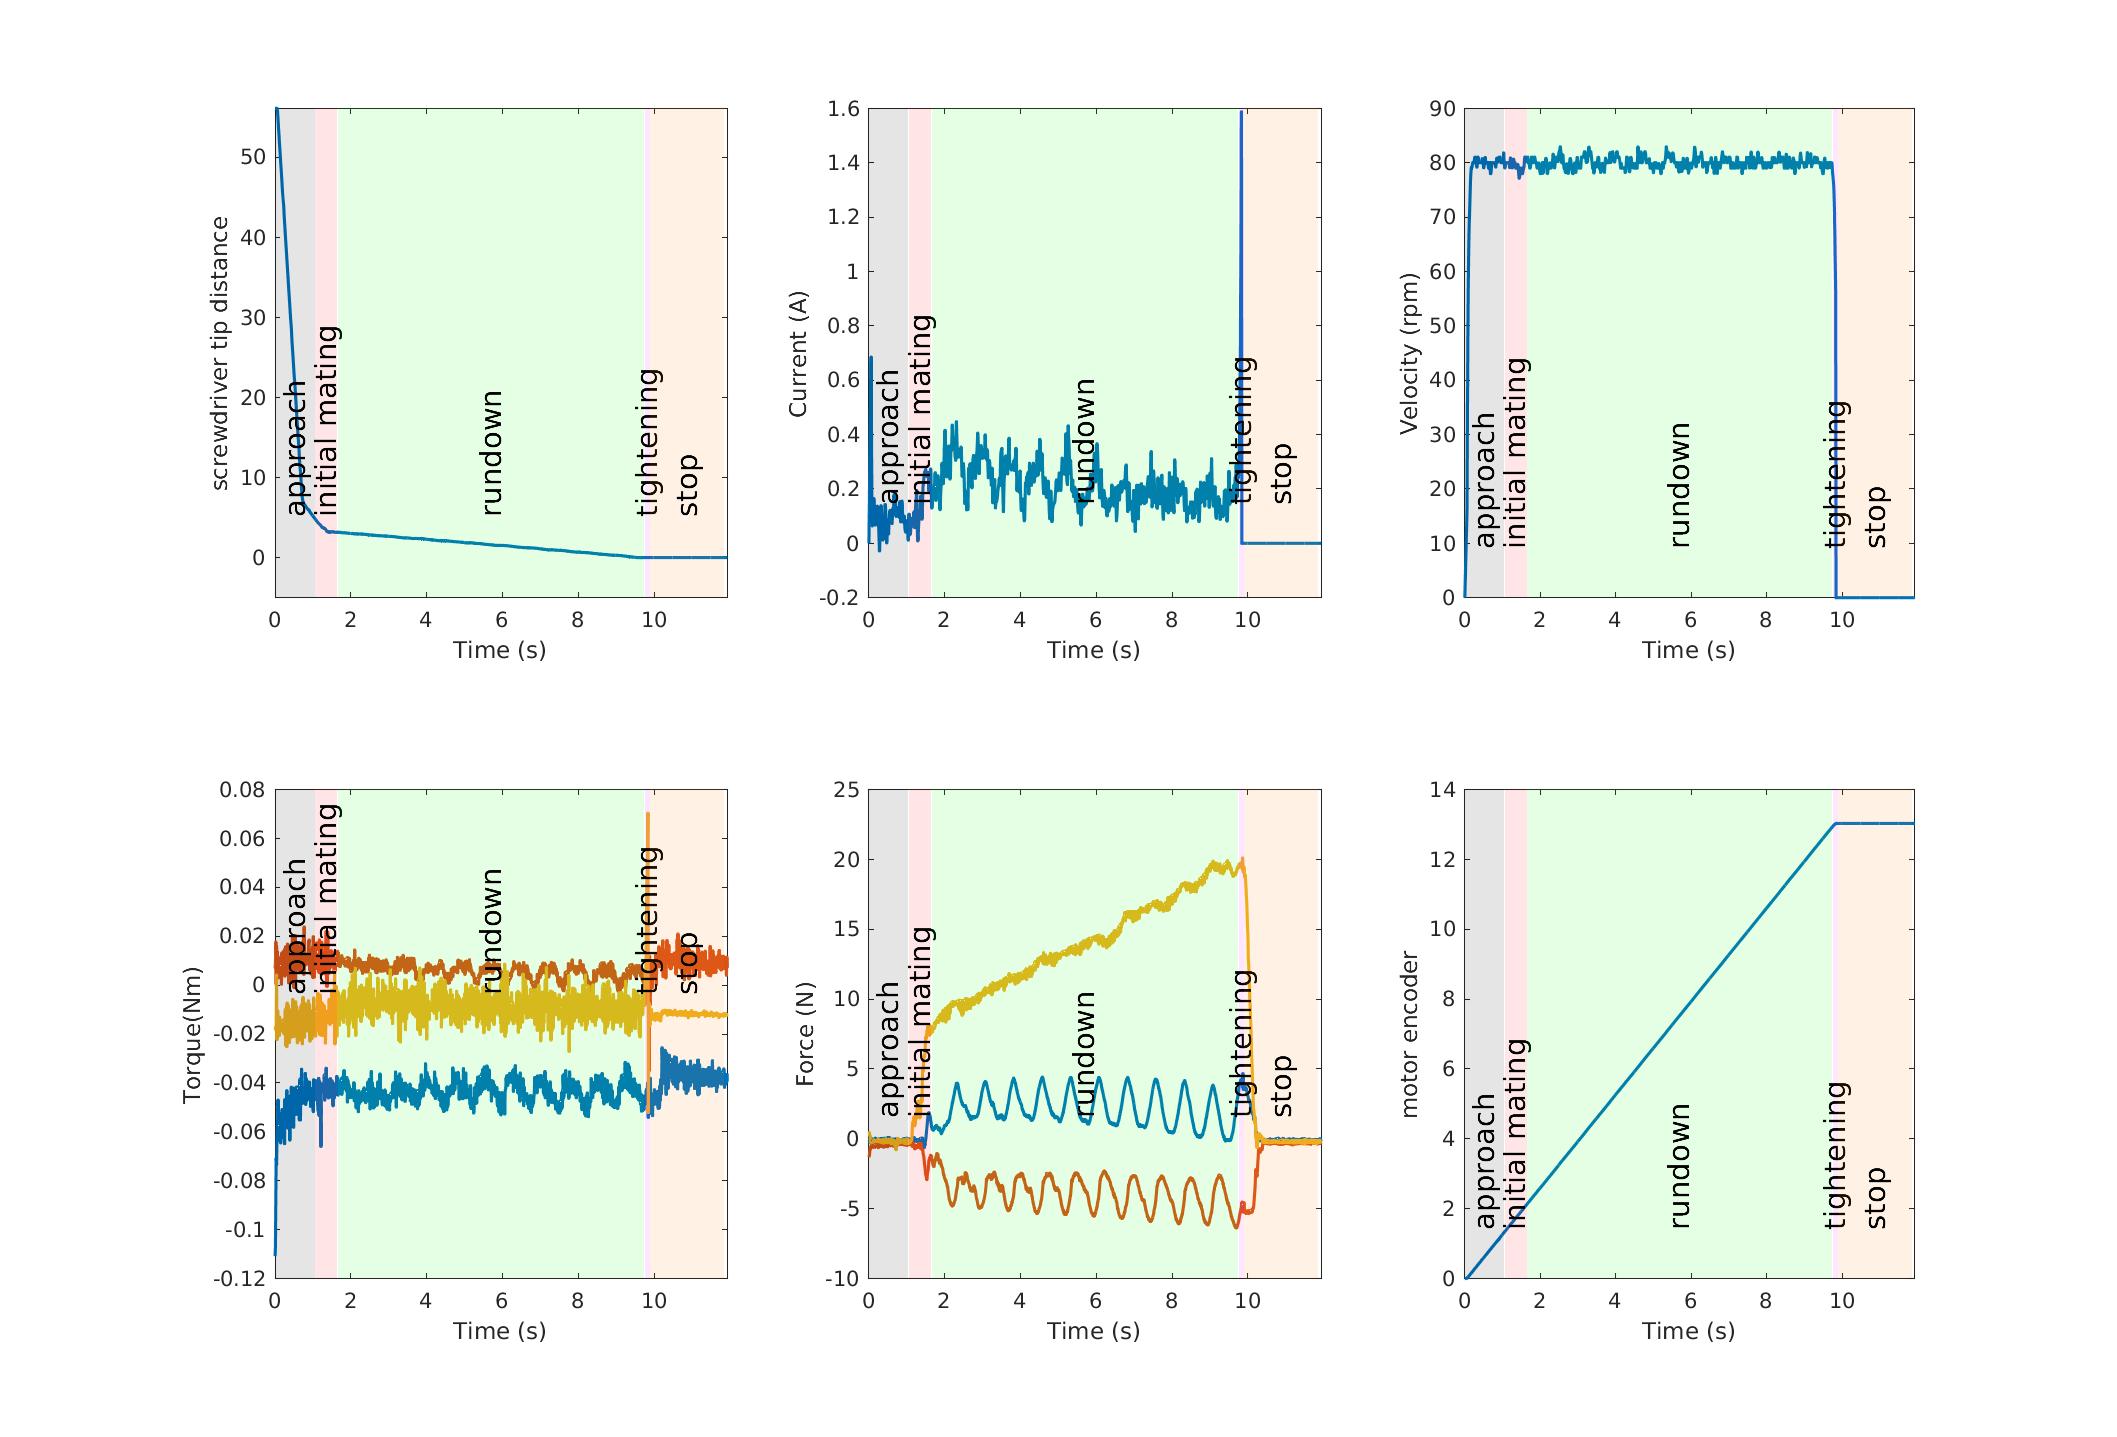 screwdriver tip distance
50
40
30
20
10
0
approach
initial mating
rundown
tightening
stop
0 2 4 6 8 10
Time (s)
Current (A)
1.6
1.4
1.2
1
0.8
0.6
0.4
0.2
0
-0.2
approach
initial mating
rundown
tightening
stop
0 2 4 6 8 10
Time (s)
Velocity (rpm)
90
80
70
60
50
40
30
20
10
0
approach
initial mating
rundown
tightening
stop
0 2 4 6 8 10
Time (s)
Torque(Nm)
0.08
0.06
0.04
0.02
0
-0.02
-0.04
-0.06
-0.08
-0.1
-0.12
approach
initial mating
rundown
tightening
stop
0 2 4 6 8 10
Time (s)
Force (N)
25
20
15
10
5
0
-5
-10
approach
initial mating
rundown
tightening
stop
0 2 4 6 8 10
Time (s)
motor encoder
14
12
10
8
6
4
2
0
approach
initial mating
rundown
tightening
stop
0 2 4 6 8 10
Time (s)